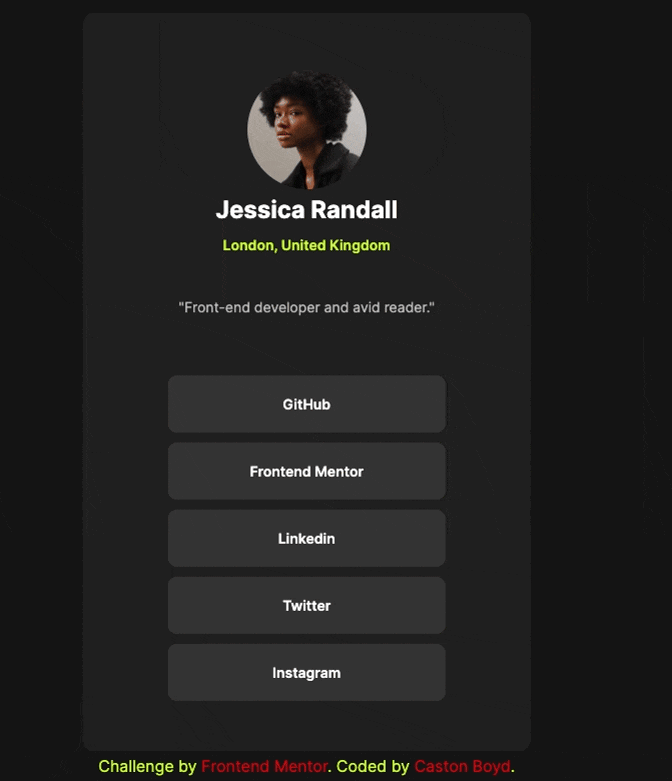 Jessica Randall
London, United Kingdom
"Front-end developer and avid reader."
GitHub
Frontend Mentor
Linkedin
Twitter
Instagram
Challenge by Frontend Mentor. Coded by Caston Boyd.